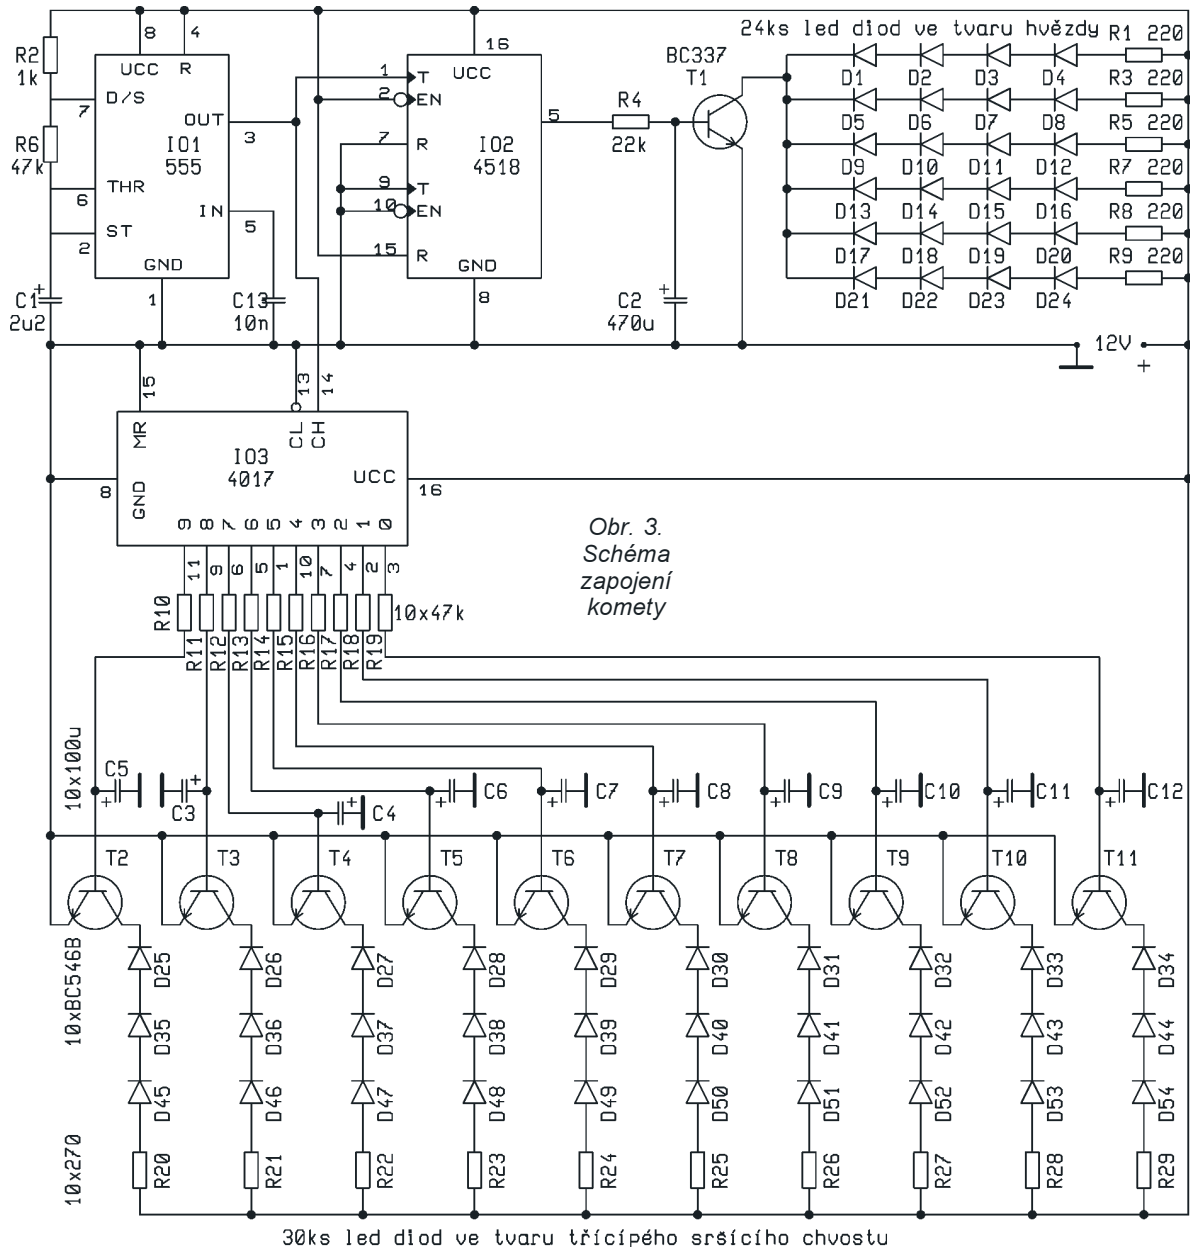 24ks led diod ve tvaru hvězdy
R1 220
D1 D2 D3 D4
R3 220
D5 D6 D7 D8
R5 220
D9 D10 D11 D12
R7 220
D13 D14 D15 D16
R8 220
D17 D18 D19 D20
R9 220
D21 D22 D23 D24
R2
1k
R6
47k
C1
+
2u2
8
4
UCC
R
7
D/S
OUT
3
IO1
555
6
THR
IN
5
2
ST
GND
1
C13
10n
16
UCC
1
T
2
EN
7
R
IO2
4518
5
9
T
10
EN
15
R
GND
8
R4
22k
BC337
T1
+
C2
470u
12V
+
15
13
14
MR
CL
CH
IO3
4017
8
GND
UCC
16
9 8 7 6 5 4 3 2 1 0
11 9 6 5 1 10 7 4 2 3
R10
R11
R12
R13
R14
R15
R16
R17
R18
R19
10x47k
Obr. 3.
Schéma
zapojení
komety
10x100u
C5
+
C3
+
C4
+
C6
+
C7
+
C8
+
C9
+
C10
+
C11
+
C12
+
T2 T3 T4 T5 T6 T7 T8 T9 T10 T11
10xBC546B
D25 D26 D27 D28 D29 D30 D31 D32 D33 D34
D35 D36 D37 D38 D39 D40 D41 D42 D43 D44
D45 D46 D47 D48 D49 D50 D51 D52 D53 D54
10x270
R20 R21 R22 R23 R24 R25 R26 R27 R28 R29
30ks led diod ve tvaru třícípého sršícího chvostu